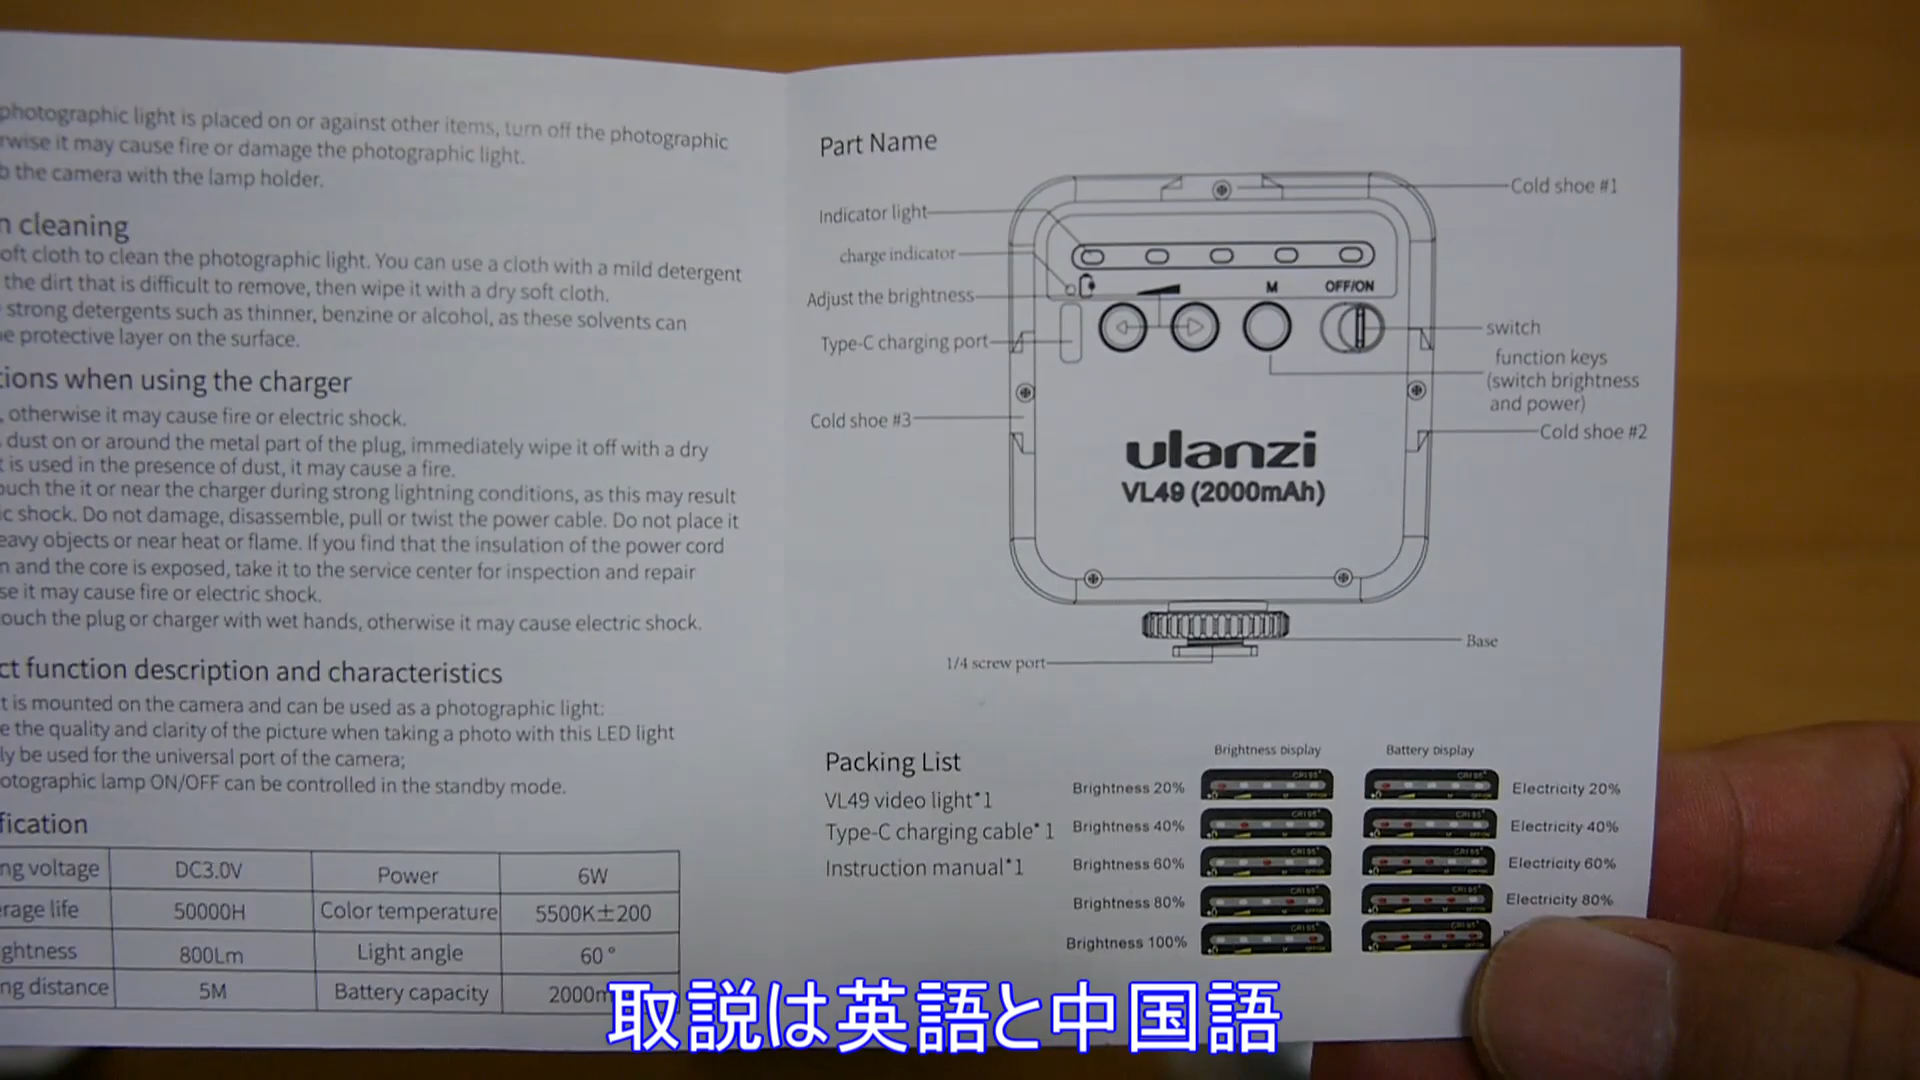 photographic light is placed on or against other items, turn off the photographic
rwise it may cause fire or damage the photographic light.
b the camera with the lamp holder.
n cleaning
oft cloth to clean the photographic light. You can use a cloth with a mild detergent
the dirt that is difficult to remove, then wipe it with a dry soft cloth.
strong detergents such as thinner, benzine or alcohol, as these solvents can
e protective layer on the surface.
ions when using the charger
, otherwise it may cause fire or electric shock.
dust on or around the metal part of the plug, immediately wipe it off with a dry
t is used in the presence of dust, it may cause a fire.
ouch the it or near the charger during strong lightning conditions, as this may result
ic shock. Do not damage, disassemble, pull or twist the power cable. Do not place it
eavy objects or near heat or flame. If you find that the insulation of the power cord
n and the core is exposed, take it to the service center for inspection and repair
se it may cause fire or electric shock.
ouch the plug or charger with wet hands, otherwise it may cause electric shock.
ct function description and characteristics
t is mounted on the camera and can be used as a photographic light:
e the quality and clarity of the picture when taking a photo with this LED light
ly be used for the universal port of the camera;
otographic lamp ON/OFF can be controlled in the standby mode.
fication
ng voltage DC3.0V Power 6W
rage life 50000H Color temperature 5500K±200
ghtness 800Lm Light angle 60°
ng distance 5M Battery capacity 2000m
Part Name
Cold shoe #1
Indicator light
charge indicator
Adjust the brightness
M OFF/ON
Type-C charging port
switch
function keys
(switch brightness
and power)
Cold shoe #3
Cold shoe #2
ulanzi
VL49 (2000mAh)
Base
1/4 screw port
Packing List
VL49 video light*1
Type-C charging cable*1
Instruction manual*1
Brightness Display Battery Display
Brightness 20% Electricity 20%
Brightness 40% Electricity 40%
Brightness 60% Electricity 60%
Brightness 80% Electricity 80%
Brightness 100%
取説は英語と中国語